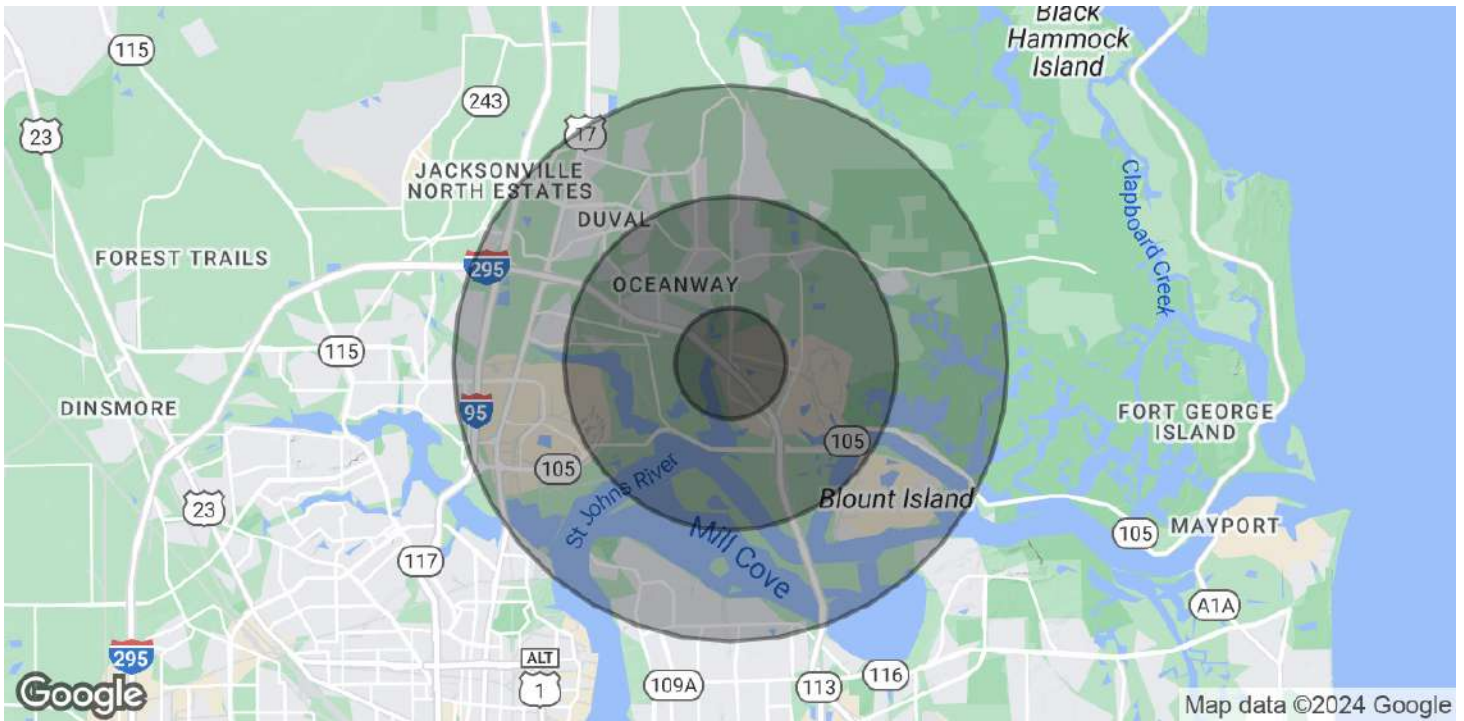 Black
Hammock
Island
115
243
23
17
JACKSONVILLE
NORTH ESTATES
DUVAL
Clapboard Creek
FOREST TRAILS
295
OCEANWAY
115
DINSMORE
95
FORT GEORGE
ISLAND
105
105
Blount Island
23
St Johns River
MAYPORT
105
Mill Cove
117
A1A
295
ALT
1
109A
113
116
Google
Map data ©2024 Google